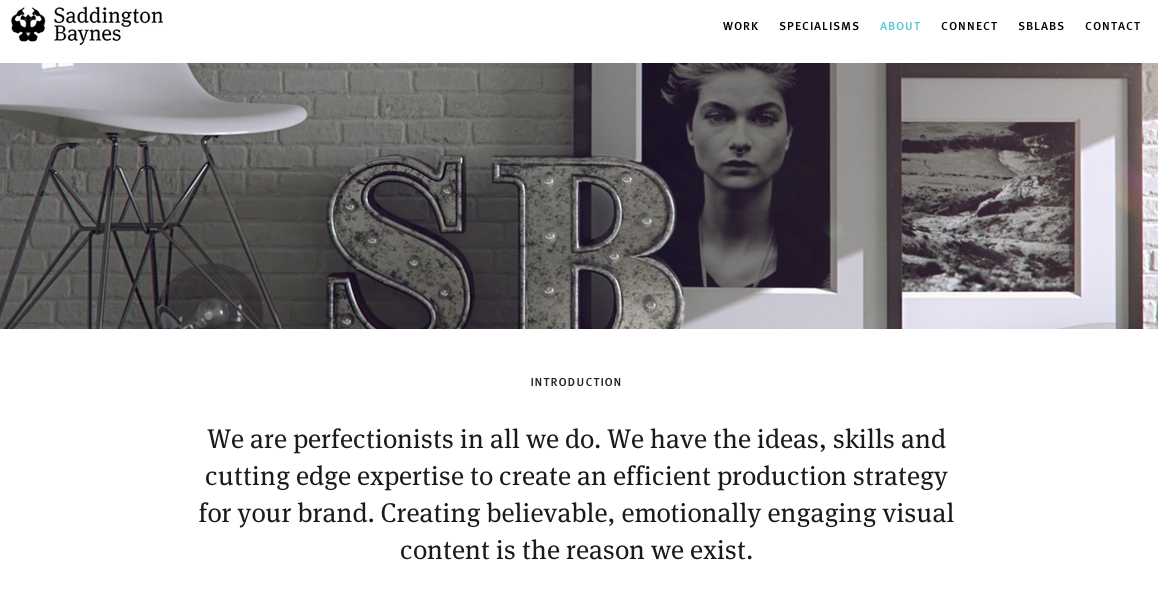 Saddington
Baynes
WORK SPECIALISMS ABOUT CONNECT SBLABS CONTACT
SB
INTRODUCTION
We are perfectionists in all we do. We have the ideas, skills and
cutting edge expertise to create an efficient production strategy
for your brand. Creating believable, emotionally engaging visual
content is the reason we exist.